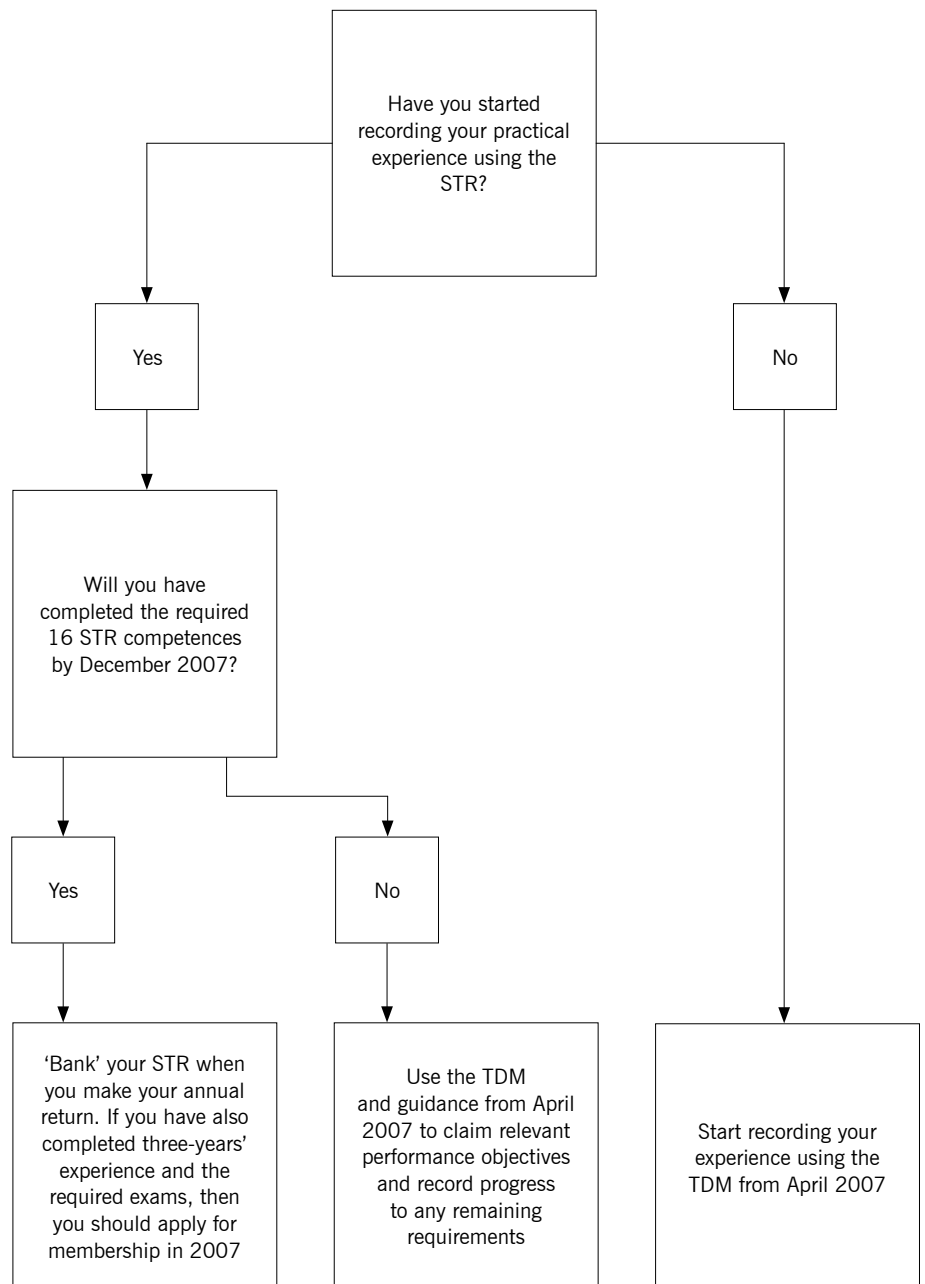 Have you started
recording your practical
experience using the
STR?
Yes
No
Will you have
completed the required
16 STR competences
by December 2007?
Yes
No
‘Bank’ your STR when
you make your annual
return. If you have also
completed three-years’
experience and the
required exams, then
you should apply for
membership in 2007
Use the TDM
and guidance from April
2007 to claim relevant
performance objectives
and record progress
to any remaining
requirements
Start recording your
experience using the
TDM from April 2007